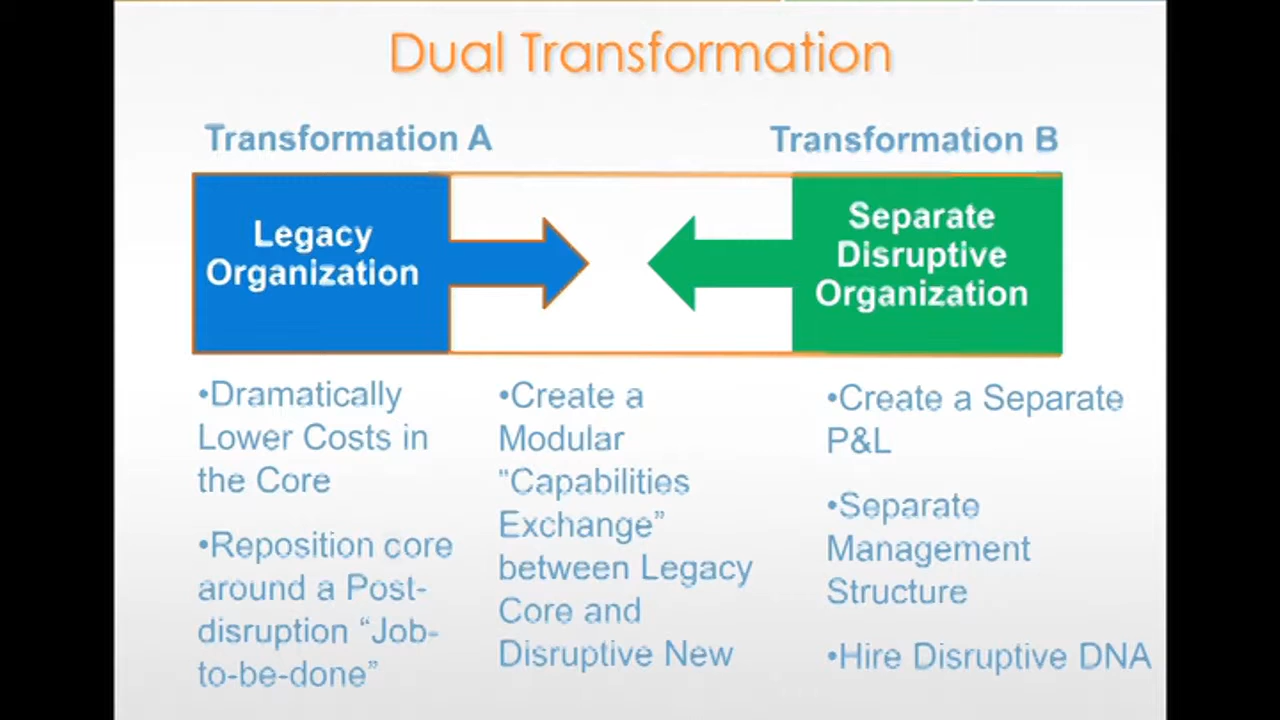 Dual Transformation
Transformation A
Transformation B
Legacy
Organization
Separate
Disruptive
Organization
•Dramatically
Lower Costs in
the Core
•Reposition core
around a Post-
disruption “Job-
to-be-done”
•Create a
Modular
"Capabilities
Exchange”
between Legacy
Core and
Disruptive New
•Create a Separate
P&L
•Separate
Management
Structure
•Hire Disruptive DNA